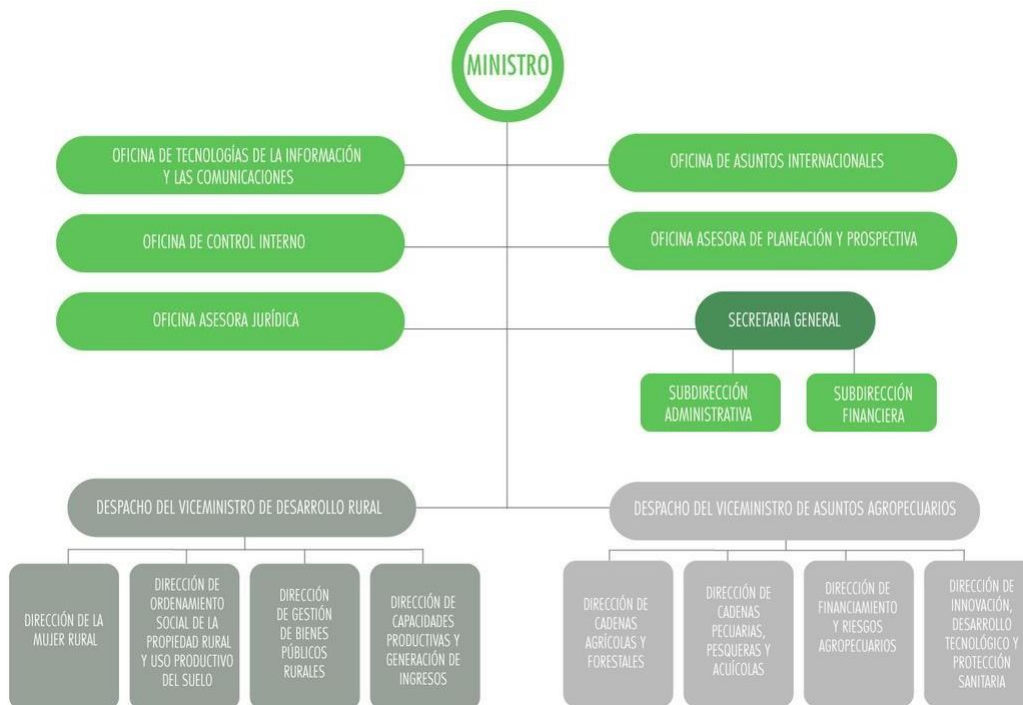 MINISTRO
OFICINA DE TECNOLOGÍAS DE LA INFORMACIÓN
Y LAS COMUNICACIONES
OFICINA DE ASUNTOS INTERNACIONALES
OFICINA DE CONTROL INTERNO
OFICINA ASESORA DE PLANEACIÓN Y PROSPECTIVA
OFICINA ASESORA JURÍDICA
SECRETARIA GENERAL
SUBDIRECCIÓN
ADMINISTRATIVA
SUBDIRECCIÓN
FINANCIERA
DESPACHO DEL VICEMINISTRO DE DESARROLLO RURAL
DESPACHO DEL VICEMINISTRO DE ASUNTOS AGROPECUARIOS
DIRECCIÓN DE LA
MUJER RURAL
DIRECCIÓN DE
ORDENAMIENTO
SOCIAL DE LA
PROPIEDAD RURAL
Y USO PRODUCTIVO
DEL SUELO
DIRECCIÓN
DE GESTIÓN
DE BIENES
PÚBLICOS
RURALES
DIRECCIÓN DE
CAPACIDADES
PRODUCTIVAS Y
GENERACIÓN DE
INGRESOS
DIRECCIÓN DE
CADENAS
AGRÍCOLAS Y
FORESTALES
DIRECCIÓN DE
CADENAS
PECUARIAS,
PESQUERAS Y
ACUÍCOLAS
DIRECCIÓN DE
FINANCIAMIENTO
Y RIESGOS
AGROPECUARIOS
DIRECCIÓN DE
INNOVACIÓN,
DESARROLLO
TECNOLÓGICO Y
PROTECCIÓN
SANITARIA